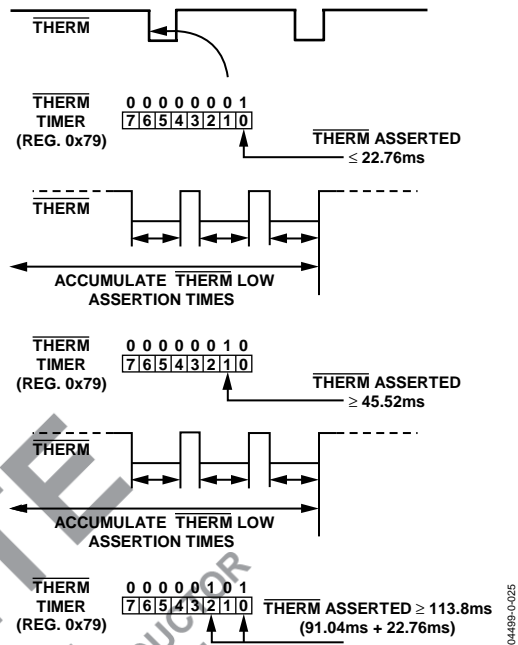 THERM
THERM
TIMER
(REG. 0x79)
0 0 0 0 0 0 0 1
7 6 5 4 3 2 1 0
THERM ASSERTED
≤ 22.76ms
THERM
ACCUMULATE THERM LOW
ASSERTION TIMES
THERM
TIMER
(REG. 0x79)
0 0 0 0 0 0 1 0
7 6 5 4 3 2 1 0
THERM ASSERTED
≥ 45.52ms
THERM
ACCUMULATE THERM LOW
ASSERTION TIMES
THERM
TIMER
(REG. 0x79)
0 0 0 0 0 1 0 1
7 6 5 4 3 2 1 0
THERM ASSERTED ≥ 113.8ms
(91.04ms + 22.76ms)
04499-0-025